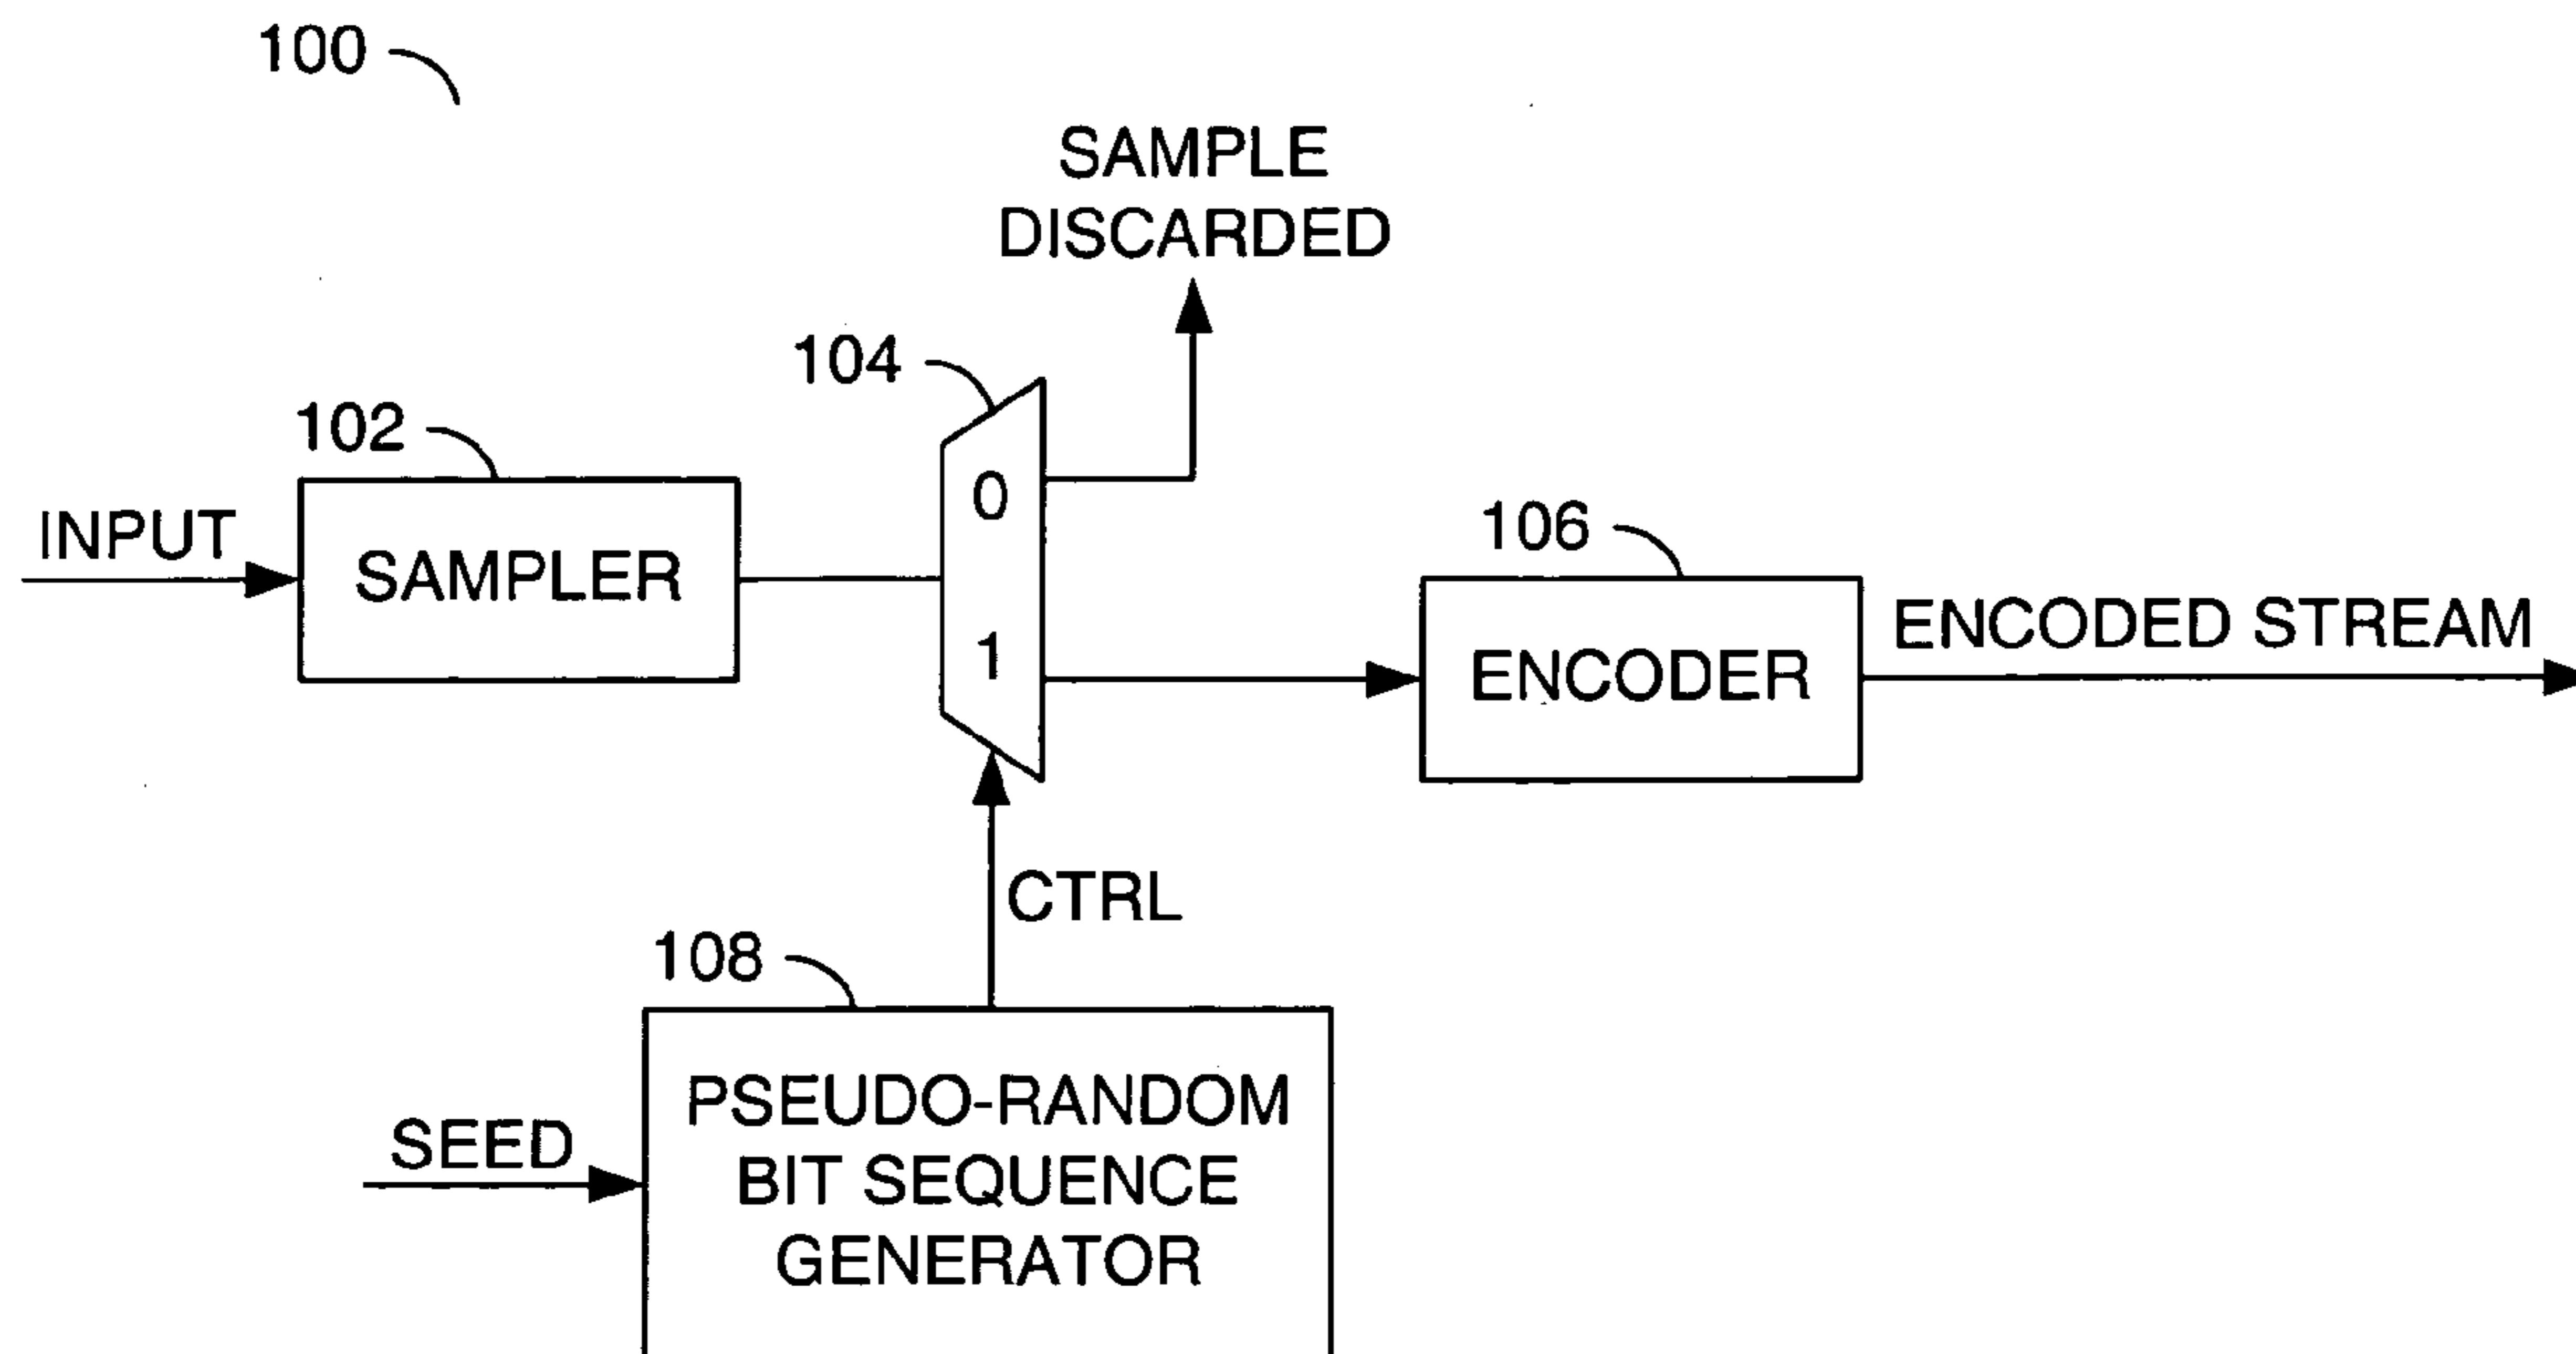 100
SAMPLE
DISCARDED
104
102
INPUT
SAMPLER
0
1
106
ENCODER
ENCODED STREAM
CTRL
108
SEED
PSEUDO-RANDOM
BIT SEQUENCE
GENERATOR